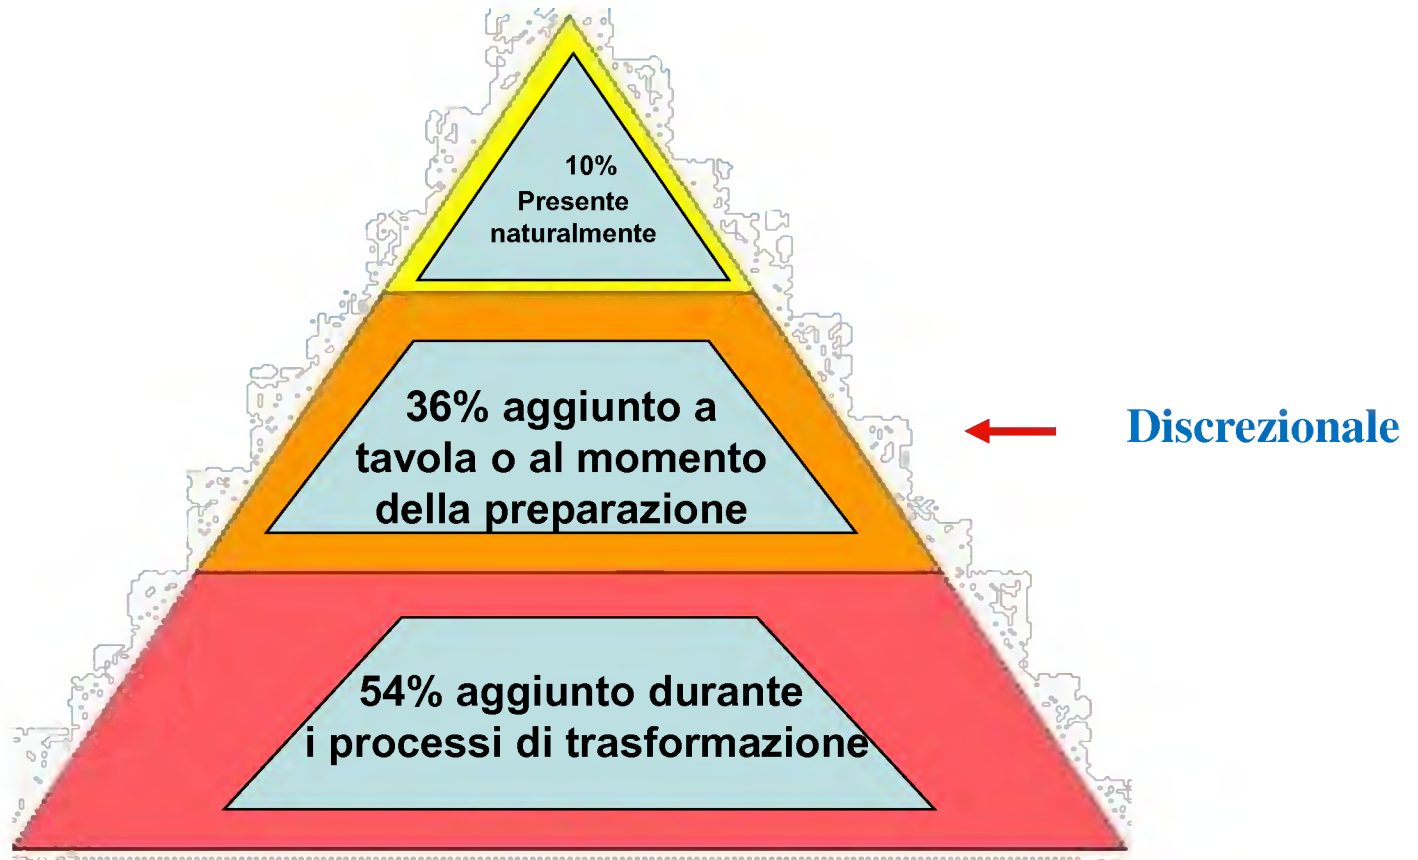 10%
Presente
naturalmente
36% aggiunto a
tavola o al momento
della preparazione
Discrezionale
54% aggiunto durante
i processi di trasformazione